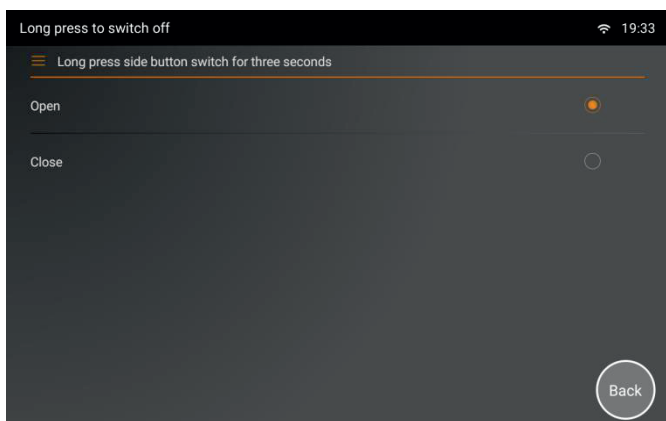 Long press to switch off
19:33
Long press side button switch for three seconds
Open
Close
Back